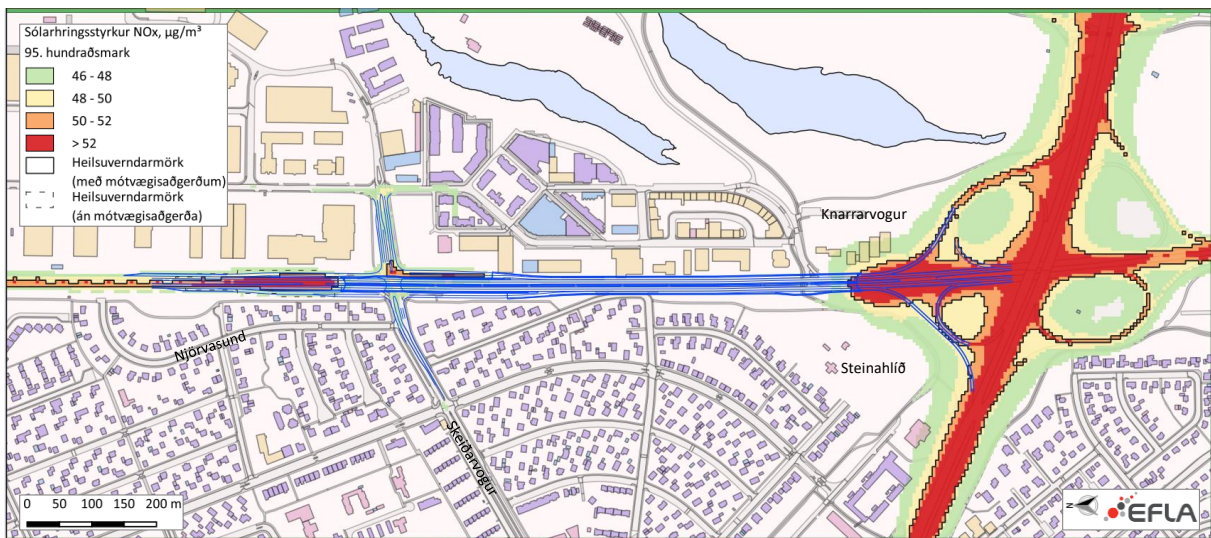 Sólarhringsstyrkur NOx, µg/m³
95. hundraðsmark
46 - 48
48 - 50
50 - 52
> 52
Heilsuverndarmörk
(með mótvægisaðgerðum)
Heilsuverndarmörk
(án mótvægisaðgerða)
Knarrarvogur
Njörvasund
Steinahlíð
Skeiðarvogur
0 50 100 150 200 m
N
EFLA